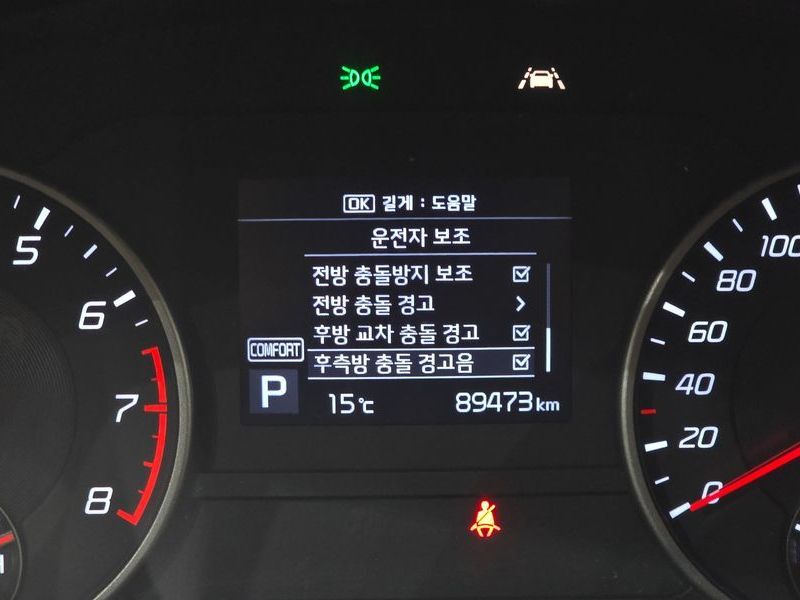 OK 길게 : 도움말
운전자 보조
전방 충돌방지 보조
전방 충돌 경고
후방 교차 충돌 경고
후측방 충돌 경고음
COMFORT
P
15℃ 89473km
5
6
7
8
100
80
60
40
20
0
H